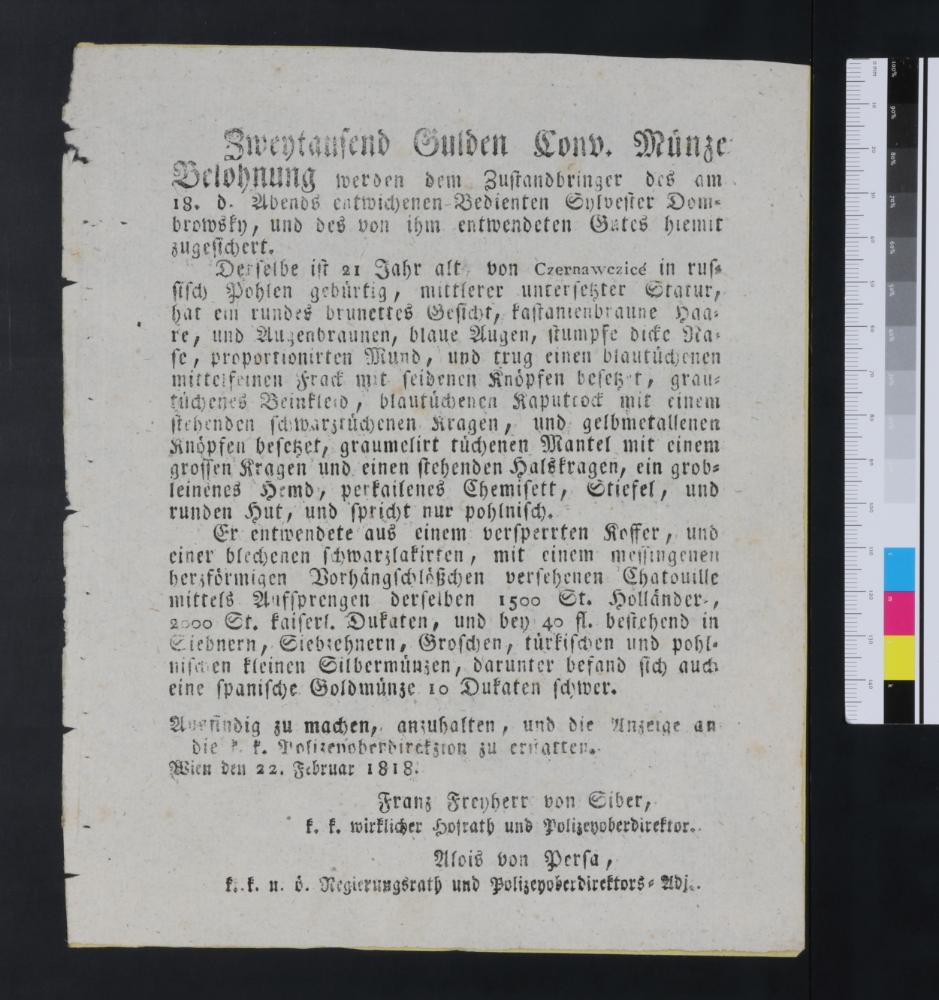 Zweytausend Gulden Conv. Münze
Belohnung werden dem Zustandbringer des am
18. d. Abends entwichenen Bedienten Sylvester Dom-
browsky, und des von ihm entwendeten Gutes hiemit
zugesichert.
Derselbe ist 21 Jahr alt, von Czernawczicé in rus-
sisch Pohlen gebürtig, mittlerer untersetzter Statur,
hat ein rundes brunettes Gesicht, kastanienbraune Haa-
re, und Augenbraunen, blaue Augen, stumpfe dicke Na-
se, proportionirten Mund, und trug einen blautüchenen
mittelfeinen Frack mit seidenen Knöpfen besetzt, grau-
tüchenes Beinkleid, blautüchenen Kaputrock mit einem
stehenden schwarztüchenen Kragen, und gelbmetallenen
Knöpfen besetzet, graumelirt tüchenen Mantel mit einem
grossen Kragen und einen stehenden Halskragen, ein grob-
leinenes Hemd, perkailenes Chemisett, Stiefel, und
runden Hut, und spricht nur pohlnisch.
Er entwendete aus einem versperrten Koffer, und
einer blechenen schwarzlakirten, mit einem messingenen
herzförmigen Vorhängschlößchen versehenen Chatouille
mittels Aufsprengen derselben 1500 St. Holländer-,
2000 St. kaiserl. Dukaten, und bey 40 fl. bestehend in
Siebnern, Siebzehnern, Groschen, türkischen und pohl-
nischen kleinen Silbermünzen, darunter befand sich auch
eine spanische Goldmünze 10 Dukaten schwer.
Ausfindig zu machen, anzuhalten, und die Anzeige an
die k. k. Polizeyoberdirekzion zu erstatten.
Wien den 22. Februar 1818.
Franz Freyherr von Siber,
k. k. wirklicher Hofrath und Polizeyoberdirektor.
Alois von Persa,
k. k. n. ö. Regierungsrath und Polizeyoberdirektors-Adj.